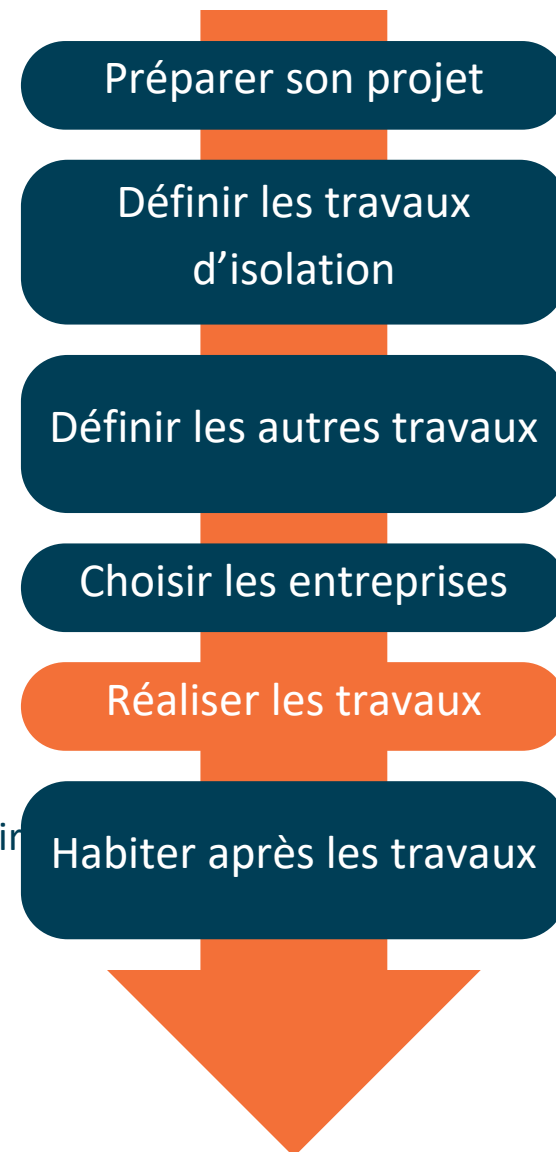 Préparer son projet
Définir les travaux
d’isolation
Définir les autres travaux
Choisir les entreprises
Réaliser les travaux
Habiter après les travaux